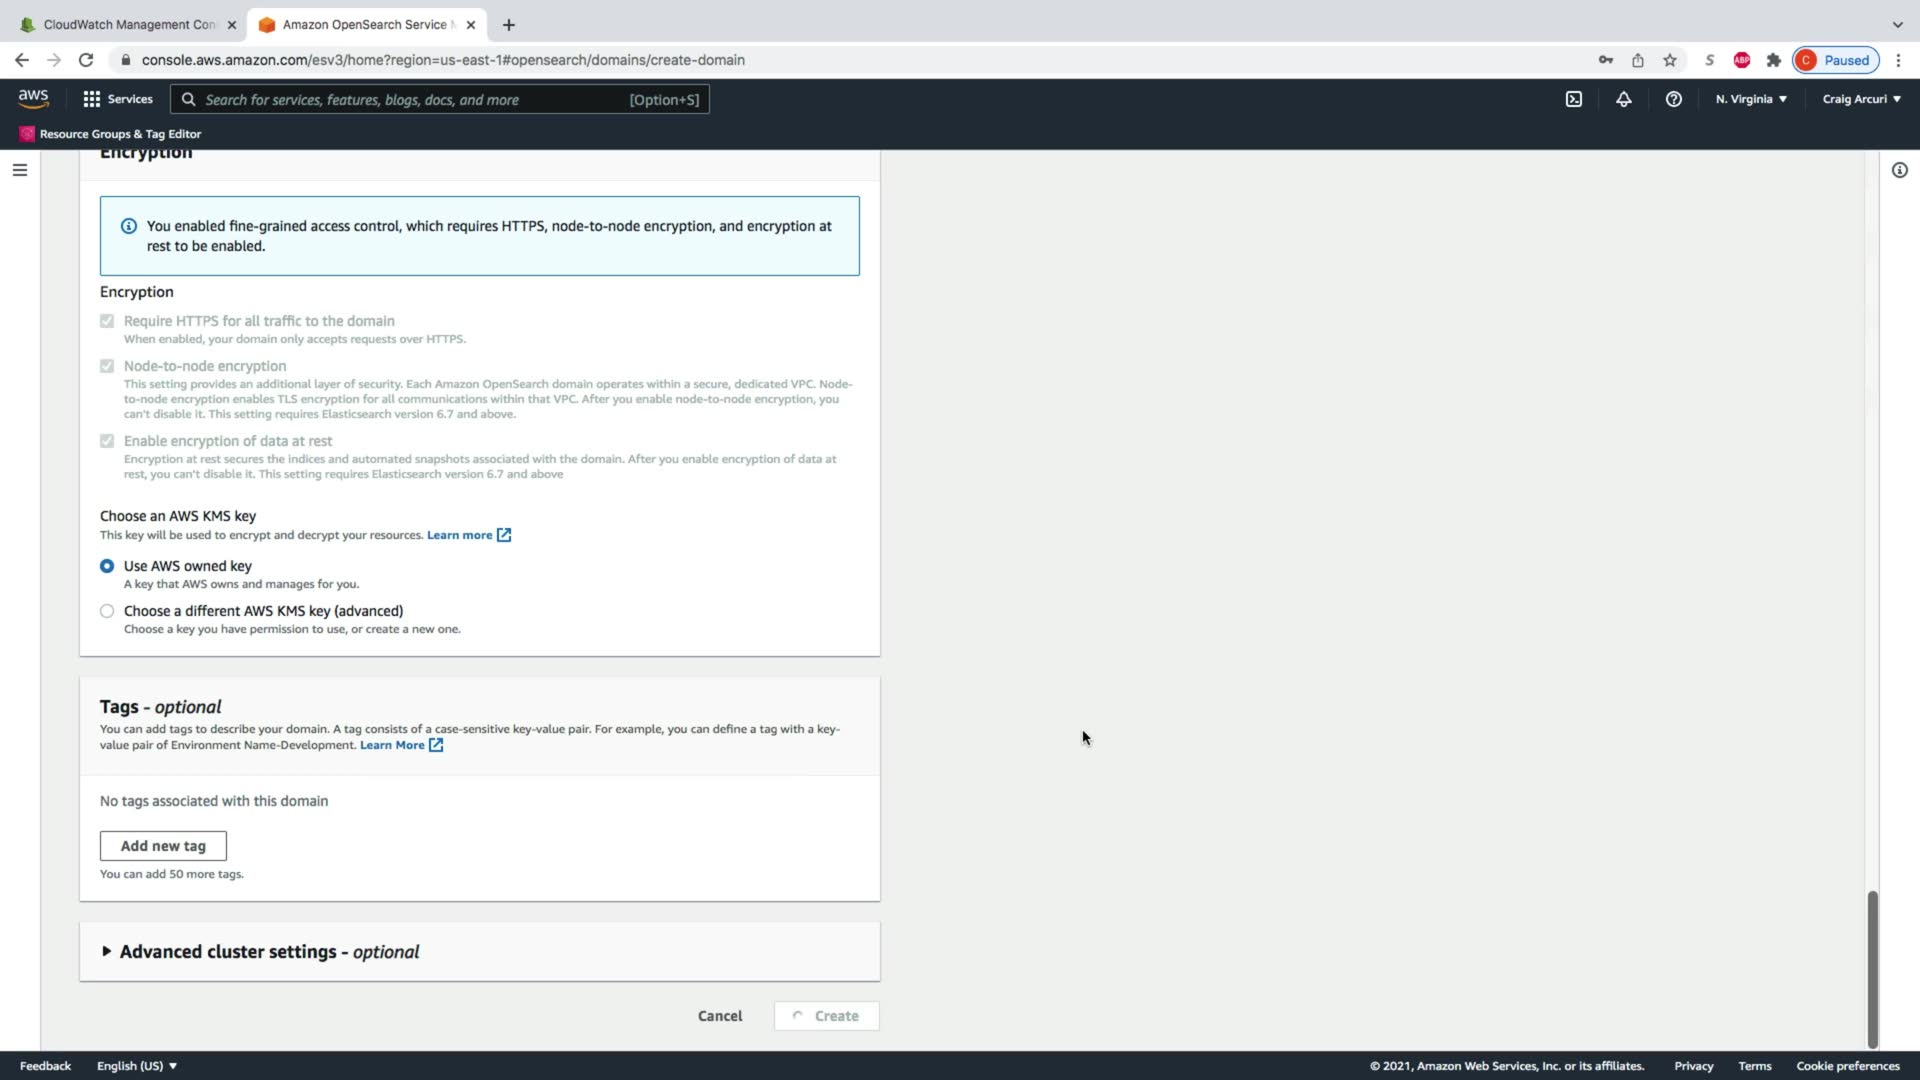 CloudWatch Management Con
Amazon OpenSearch Service M
console.aws.amazon.com/esv3/home?region=us-east-1#opensearch/domains/create-domain
S
ABP
C
Paused
aws
Services
Search for services, features, blogs, docs, and more
[Option+S]
N. Virginia
Craig Arcuri
Resource Groups & Tag Editor
Encryption
You enabled fine-grained access control, which requires HTTPS, node-to-node encryption, and encryption at
rest to be enabled.
Encryption
Require HTTPS for all traffic to the domain
When enabled, your domain only accepts requests over HTTPS.
Node-to-node encryption
This setting provides an additional layer of security. Each Amazon OpenSearch domain operates within a secure, dedicated VPC. Node-
to-node encryption enables TLS encryption for all communications within that VPC. After you enable node-to-node encryption, you
can't disable it. This setting requires Elasticsearch version 6.7 and above.
Enable encryption of data at rest
Encryption at rest secures the indices and automated snapshots associated with the domain. After you enable encryption of data at
rest, you can't disable it. This setting requires Elasticsearch version 6.7 and above
Choose an AWS KMS key
This key will be used to encrypt and decrypt your resources. Learn more
Use AWS owned key
A key that AWS owns and manages for you.
Choose a different AWS KMS key (advanced)
Choose a key you have permission to use, or create a new one.
Tags - optional
You can add tags to describe your domain. A tag consists of a case-sensitive key-value pair. For example, you can define a tag with a key-
value pair of Environment Name-Development. Learn More
No tags associated with this domain
Add new tag
You can add 50 more tags.
Advanced cluster settings - optional
Cancel
Create
Feedback
English (US)
© 2021, Amazon Web Services, Inc. or its affiliates.
Privacy
Terms
Cookie preferences